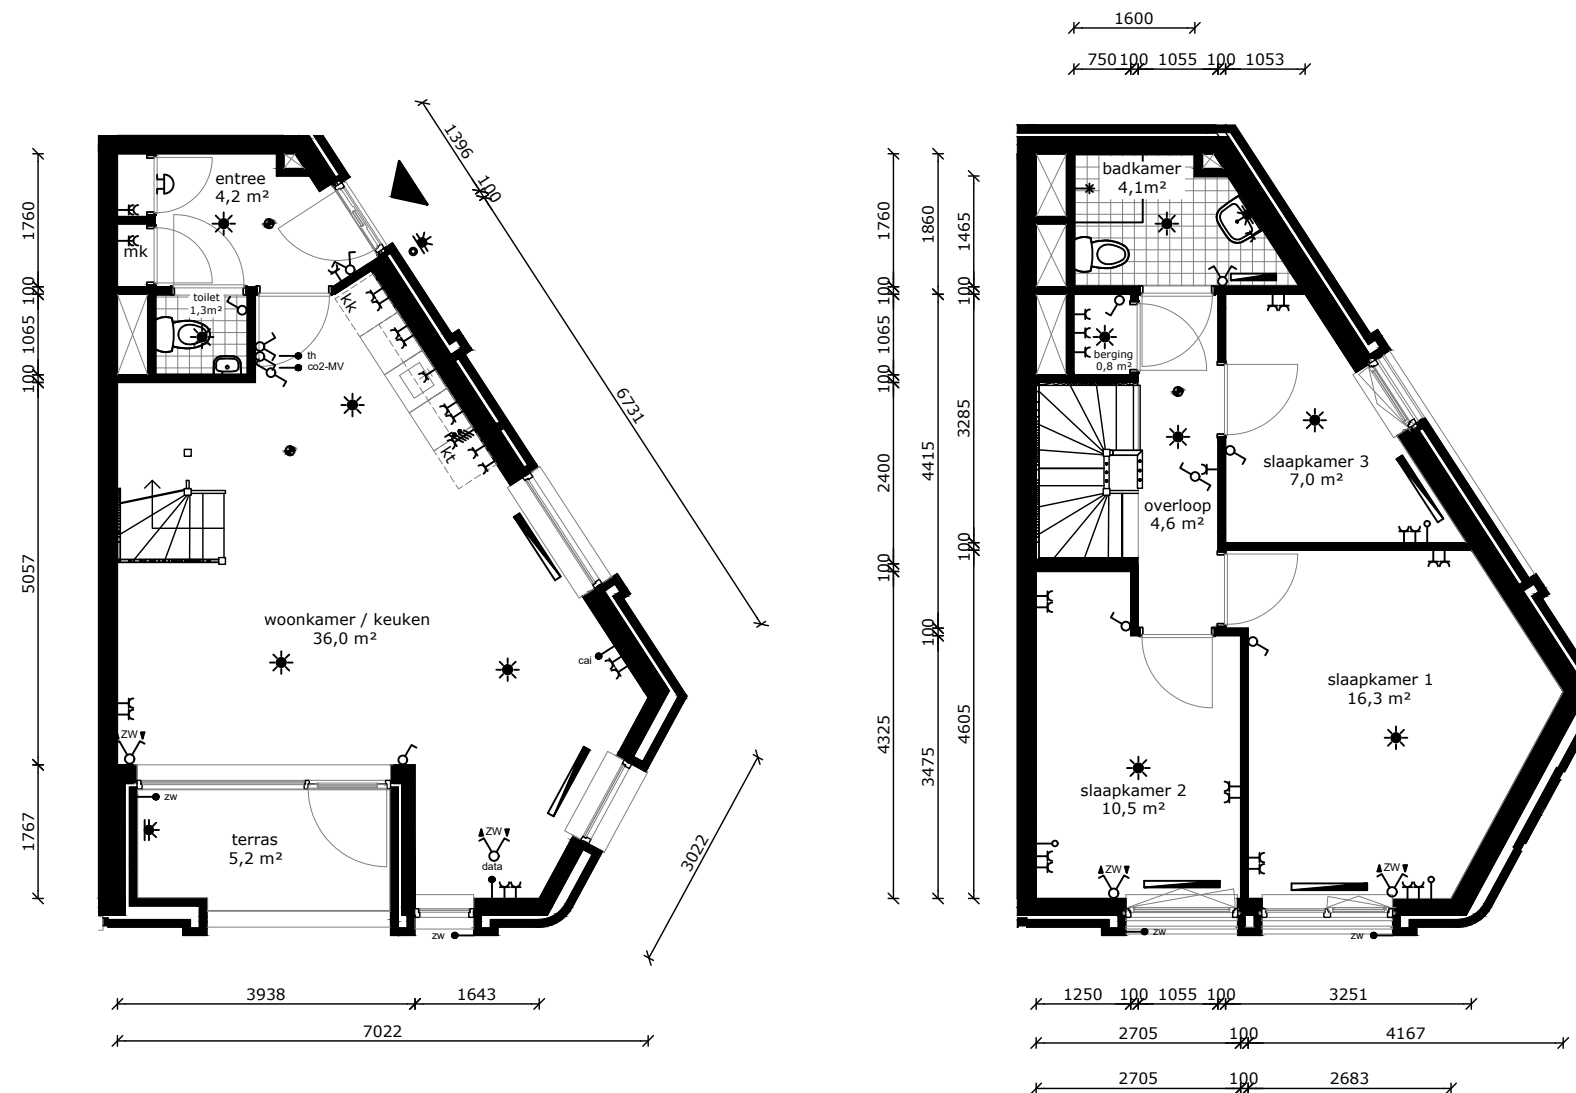 1600
750 100 1055 100 1053
1396
100
6731
3022
1760
100
1065
100
5057
1767
entree
4,2 m²
mk
toilet
1,3m²
kk
kt
th
co2-MV
woonkamer / keuken
36,0 m²
cai
ZW
zw
terras
5,2 m²
ZW
data
zw
3938 1643
7022
1760
100
1065
100
2400
100
4325
1860
100
4415
100
3475
1465
100
3285
100
4605
badkamer
4,1m²
berging
0,8 m²
slaapkamer 3
7,0 m²
overloop
4,6 m²
slaapkamer 1
16,3 m²
slaapkamer 2
10,5 m²
ZW
ZW
zw
zw
1250 100 1055 100 3251
2705 100 4167
2705 100 2683